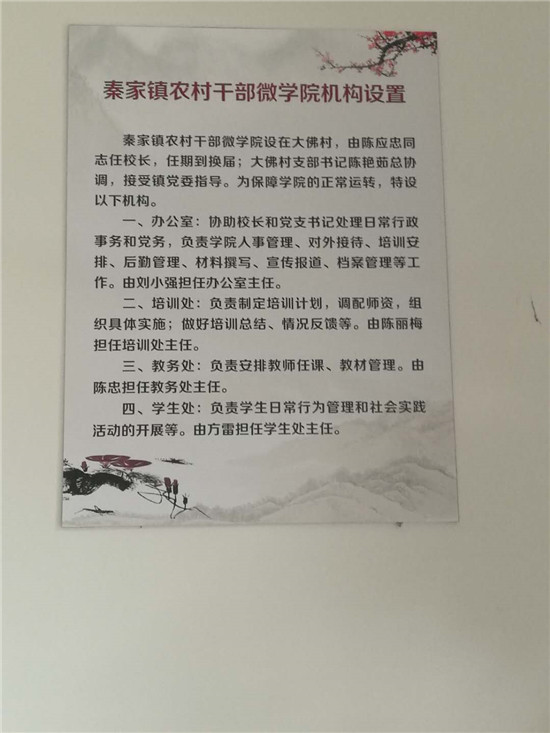 秦家镇农村干部微学院机构设置
秦家镇农村干部微学院设在大佛村，由陈应忠同
志任校长，任期到换届；大佛村支部书记陈艳茹总协
调，接受镇党委指导。为保障学院的正常运转，特设
以下机构。
一、办公室：协助校长和党支书记处理日常行政
事务和党务，负责学院人事管理、对外接待、培训安
排、后勤管理、材料撰写、宣传报道、档案管理等工
作。由刘小强担任办公室主任。
二、培训处：负责制定培训计划，调配师资，组
织具体实施；做好培训总结、情况反馈等。由陈丽梅
担任培训处主任。
三、教务处：负责安排教师任课、教材管理。由
陈忠担任教务处主任。
四、学生处：负责学生日常行为管理和社会实践
活动的开展等。由方雷担任学生处主任。